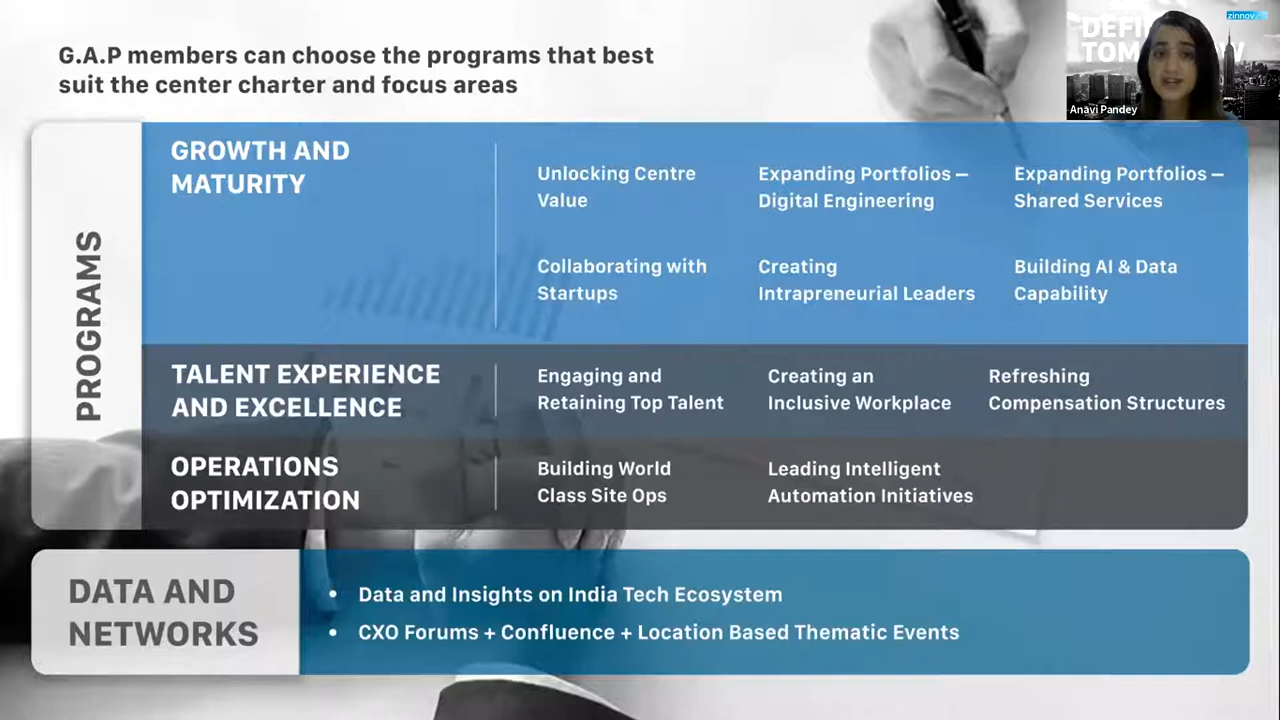 G.A.P members can choose the programs that best
suit the center charter and focus areas
zinnov
Anavi Pandey
PROGRAMS
GROWTH AND
MATURITY
Unlocking Centre
Value
Expanding Portfolios –
Digital Engineering
Expanding Portfolios –
Shared Services
Collaborating with
Startups
Creating
Intrapreneurial Leaders
Building AI & Data
Capability
TALENT EXPERIENCE
AND EXCELLENCE
Engaging and
Retaining Top Talent
Creating an
Inclusive Workplace
Refreshing
Compensation Structures
OPERATIONS
OPTIMIZATION
Building World
Class Site Ops
Leading Intelligent
Automation Initiatives
DATA AND
NETWORKS
• Data and Insights on India Tech Ecosystem
• CXO Forums + Confluence + Location Based Thematic Events